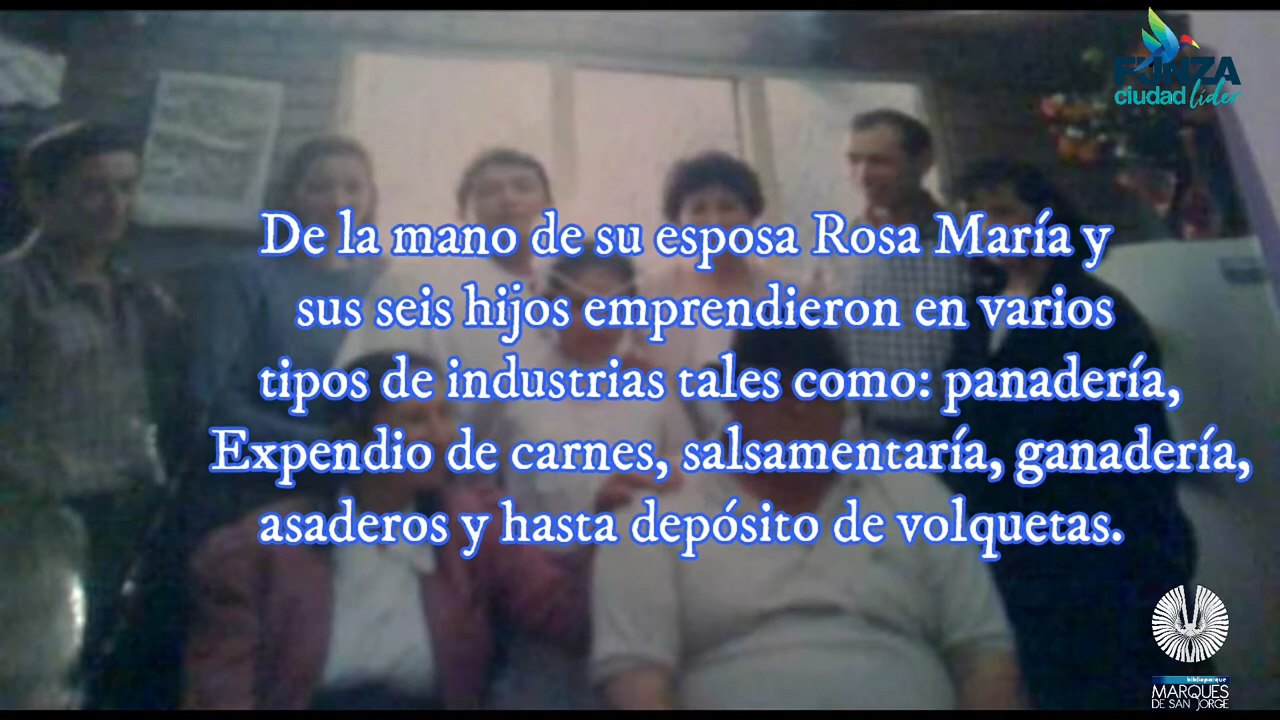 FUNZA
ciudad líder
De la mano de su esposa Rosa María y
sus seis hijos emprendieron en varios
tipos de industrias tales como: panadería,
Expendio de carnes, salsamentaría, ganadería,
asaderos y hasta depósito de volquetas.
biblioparque
MARQUES
DE SAN JORGE